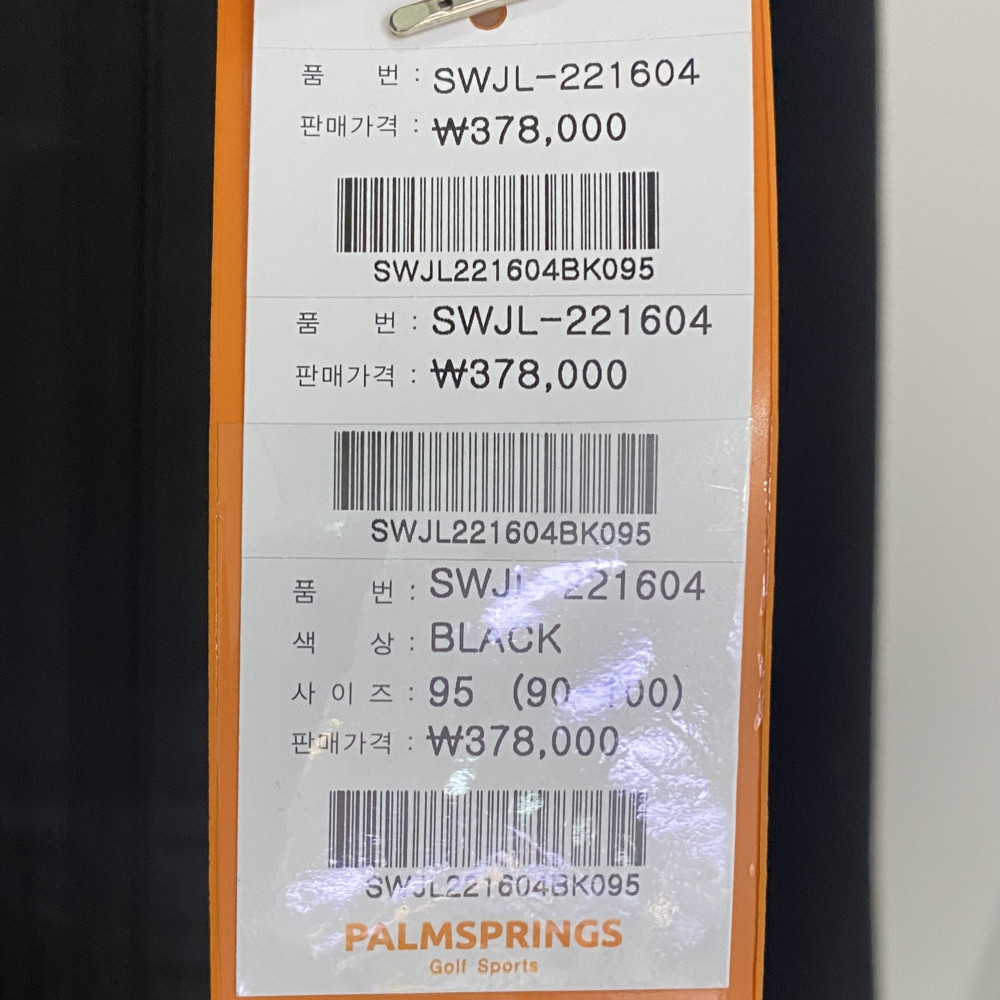 품 번 : SWJL-221604
판매가격 : ₩378,000
SWJL221604BK095
품 번 : SWJL-221604
판매가격 : ₩378,000
SWJL221604BK095
품 번 : SWJL-221604
색 상 : BLACK
사 이 즈 : 95 (90 100)
판매가격 : ₩378,000
SWJL221604BK095
PALMSPRINGS
Golf Sports